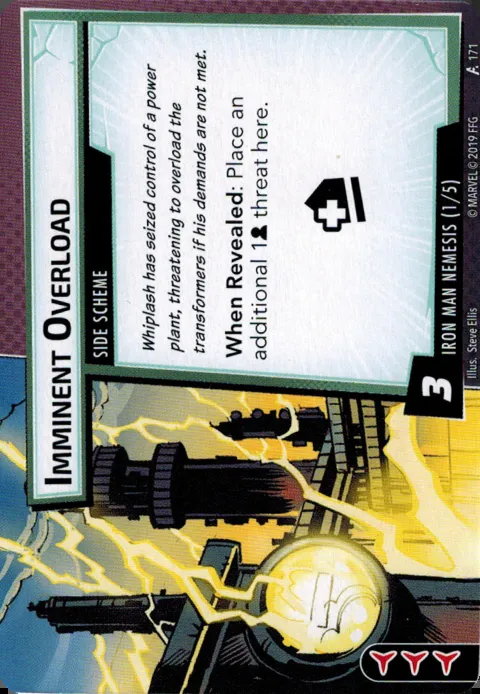 IMMINENT OVERLOAD
SIDE SCHEME
Whiplash has seized control of a power
plant, threatening to overload the
transformers if his demands are not met.
When Revealed: Place an
additional 1 threat here.
3
IRON MAN NEMESIS (1/5)
Illus. Steve Ellis
© MARVEL © 2019 FFG
171